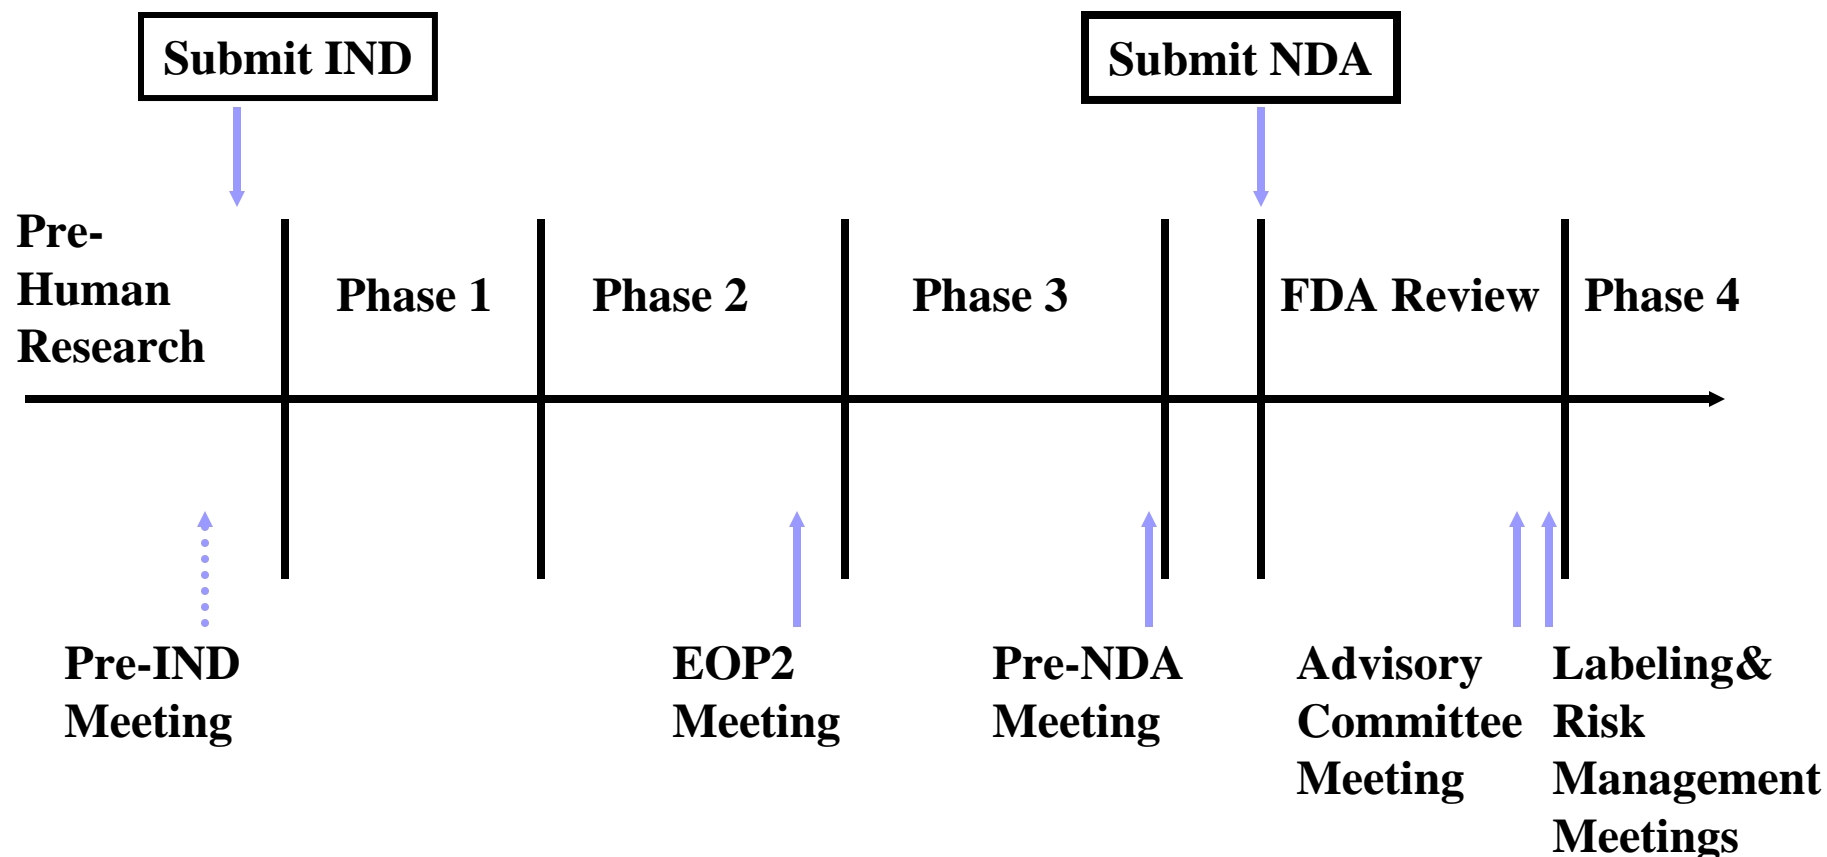 Submit IND
Submit NDA
Pre-
Human
Research
Phase 1
Phase 2
Phase 3
FDA Review
Phase 4
Pre-IND
Meeting
EOP2
Meeting
Pre-NDA
Meeting
Advisory
Committee
Meeting
Labeling&
Risk
Management
Meetings